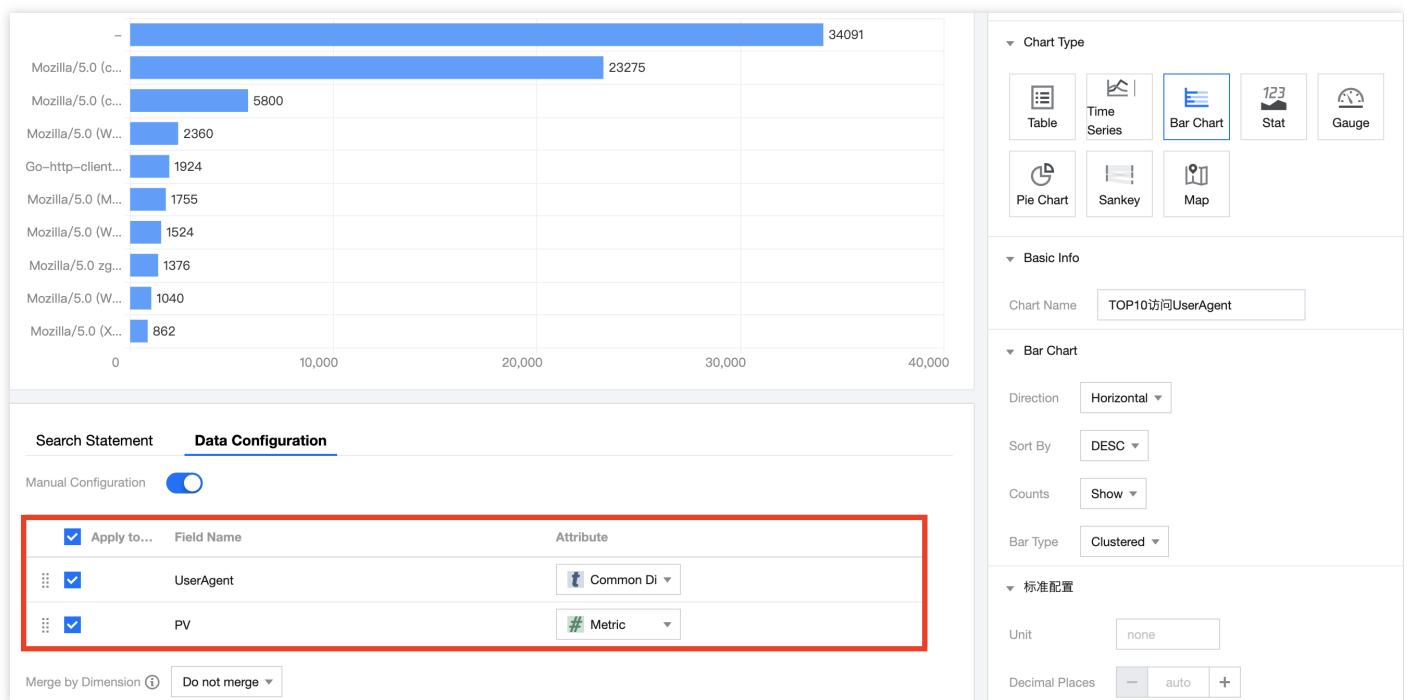 – 34091
Mozilla/5.0 (c... 23275
Mozilla/5.0 (c... 5800
Mozilla/5.0 (W... 2360
Go–http–client... 1924
Mozilla/5.0 (M... 1755
Mozilla/5.0 (W... 1524
Mozilla/5.0 zg... 1376
Mozilla/5.0 (W... 1040
Mozilla/5.0 (X... 862
0 10,000 20,000 30,000 40,000
Search Statement Data Configuration
Manual Configuration
Apply to... Field Name Attribute
UserAgent t Common Di
PV # Metric
Merge by Dimension i Do not merge
Chart Type
Table Time Series Bar Chart 123 Stat Gauge
Pie Chart Sankey Map
Basic Info
Chart Name TOP10访问UserAgent
Bar Chart
Direction Horizontal
Sort By DESC
Counts Show
Bar Type Clustered
标准配置
Unit none
Decimal Places − auto +